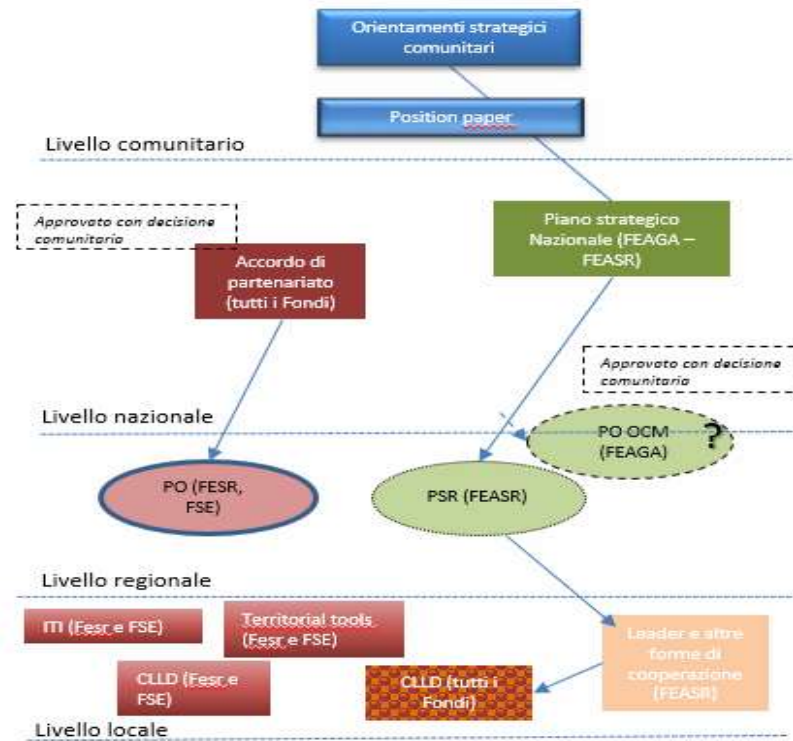 Orientamenti strategici
comunitari
Position paper
Livello comunitario
Approvato con decisione
comunitaria
Accordo di
partenariato
(tutti i Fondi)
Piano strategico
Nazionale (FEAGA –
FEASR)
Approvato con decisione
comunitaria
Livello nazionale
PO OCM
(FEAGA)
?
PO (FESR,
FSE)
PSR (FEASR)
Livello regionale
ITI (Fesr e FSE)
Territorial tools
(Fesr e FSE)
Leader e altre
forme di
cooperazione
(FEASR)
CLLD (Fesr e
FSE)
CLLD (tutti i
Fondi)
Livello locale